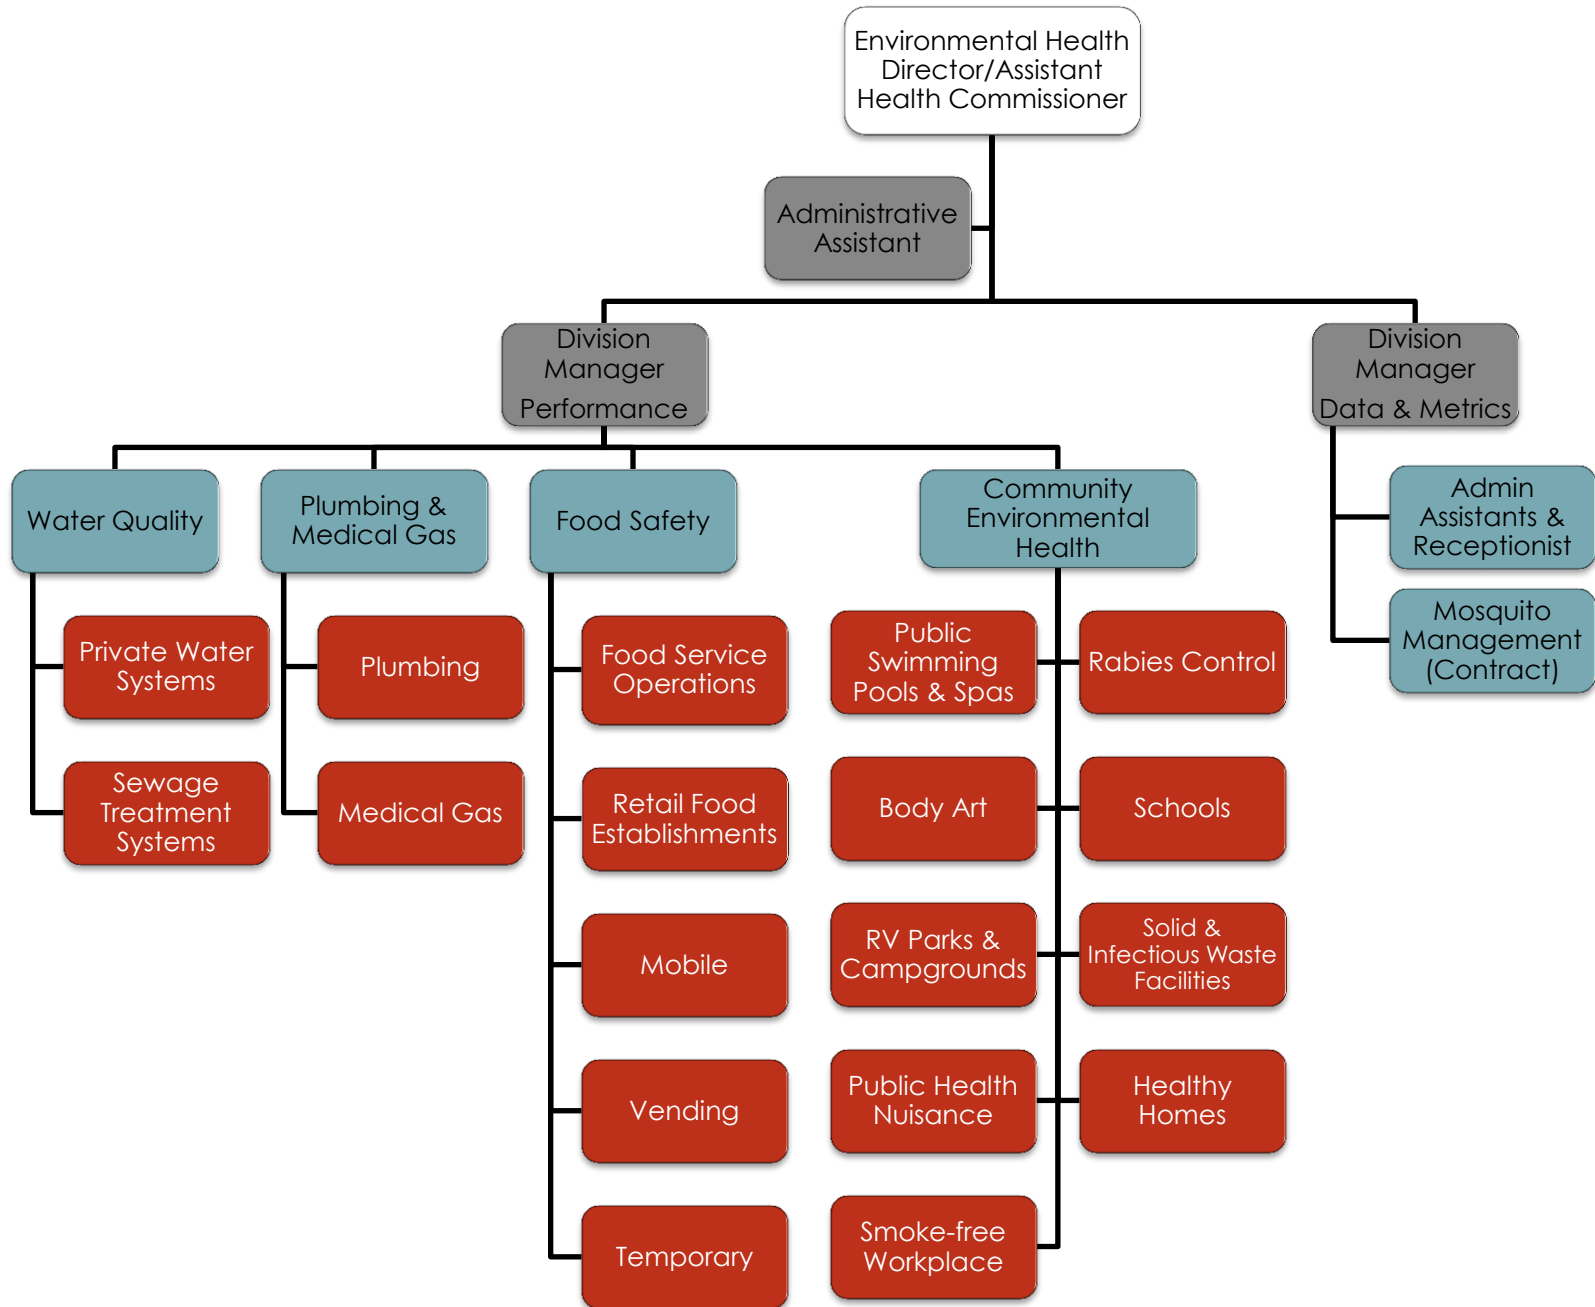 Environmental Health
Director/Assistant
Health Commissioner
Administrative
Assistant
Division
Manager
Performance
Division
Manager
Data & Metrics
Water Quality
Plumbing &
Medical Gas
Food Safety
Community
Environmental
Health
Admin
Assistants &
Receptionist
Mosquito
Management
(Contract)
Private Water
Systems
Sewage
Treatment
Systems
Plumbing
Medical Gas
Food Service
Operations
Retail Food
Establishments
Mobile
Vending
Temporary
Public
Swimming
Pools & Spas
Rabies Control
Body Art
Schools
RV Parks &
Campgrounds
Solid &
Infectious Waste
Facilities
Public Health
Nuisance
Healthy
Homes
Smoke-free
Workplace